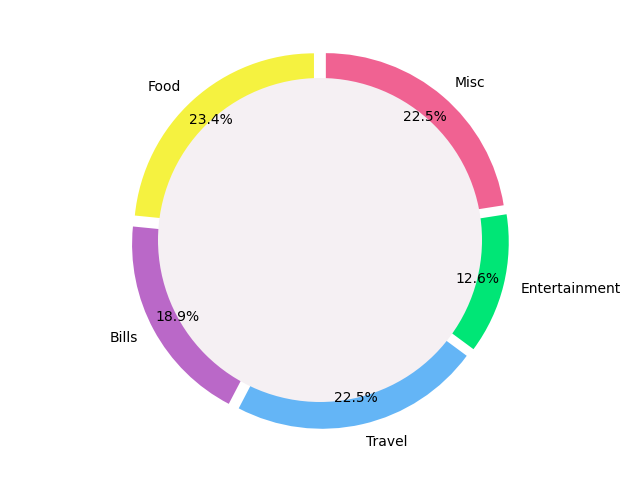 Misc
22.5%
Food
23.4%
12.6%
Entertainment
18.9%
Bills
22.5%
Travel